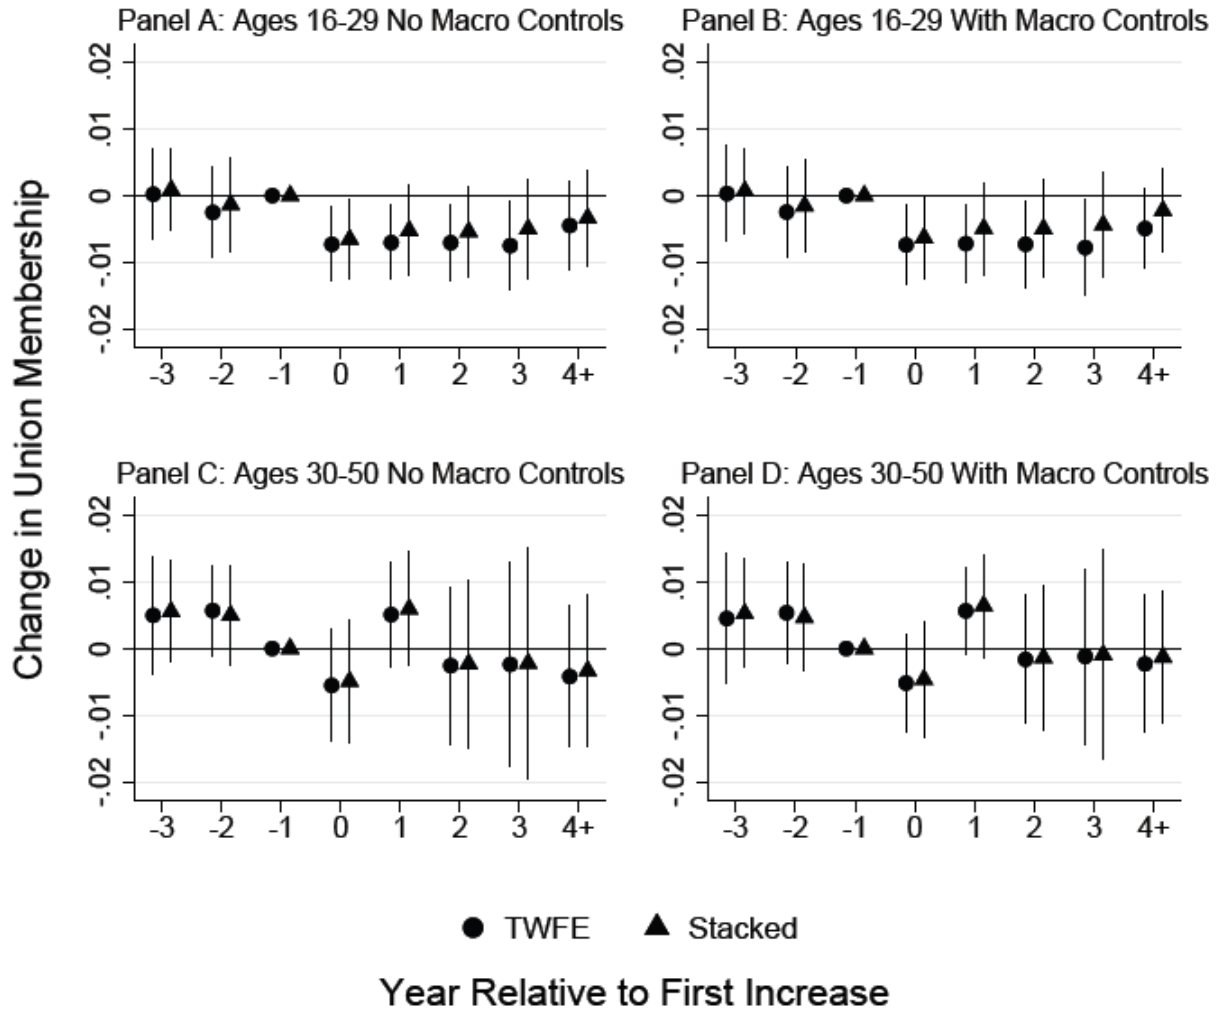 Panel A: Ages 16-29 No Macro Controls
Panel B: Ages 16-29 With Macro Controls
Change in Union Membership
.02
.01
0
-.01
-.02
-3 -2 -1 0 1 2 3 4+
.02
.01
0
-.01
-.02
-3 -2 -1 0 1 2 3 4+
Panel C: Ages 30-50 No Macro Controls
Panel D: Ages 30-50 With Macro Controls
.02
.01
0
-.01
-.02
-3 -2 -1 0 1 2 3 4+
.02
.01
0
-.01
-.02
-3 -2 -1 0 1 2 3 4+
TWFE Stacked
Year Relative to First Increase